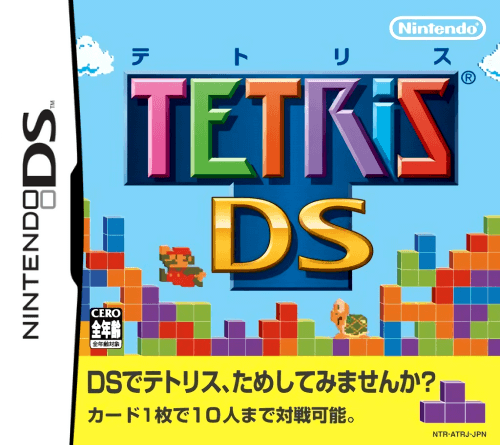 Nintendo®
テトリス
TETRiS®
DS
NINTENDO DS™
CERO
全年齢
全年齢対象
DSでテトリス、ためしてみませんか?
カード1枚で10人まで対戦可能。
NTR-ATRJ-JPN